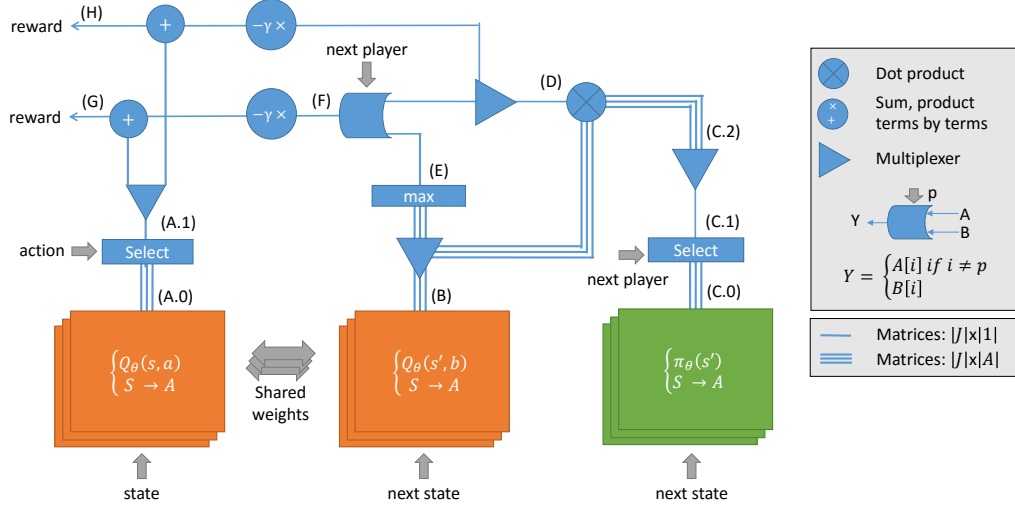 (H)
reward
+
−γ ×
next player
(G)
(F)
(D)
reward
+
−γ ×
(C.2)
(E)
max
(A.1)
(C.1)
action
Select
Select
next player
(A.0)
(B)
(C.0)
Q_θ(s, a)
S → A
Q_θ(s′, b)
S → A
π_θ(s′)
S → A
Shared
weights
state
next state
next state
Dot product
×
+
Sum, product
terms by terms
Multiplexer
p
Y
A
B
Y = { A[i] if i ≠ p
B[i]
Matrices: |J|x|1|
Matrices: |J|x|A|